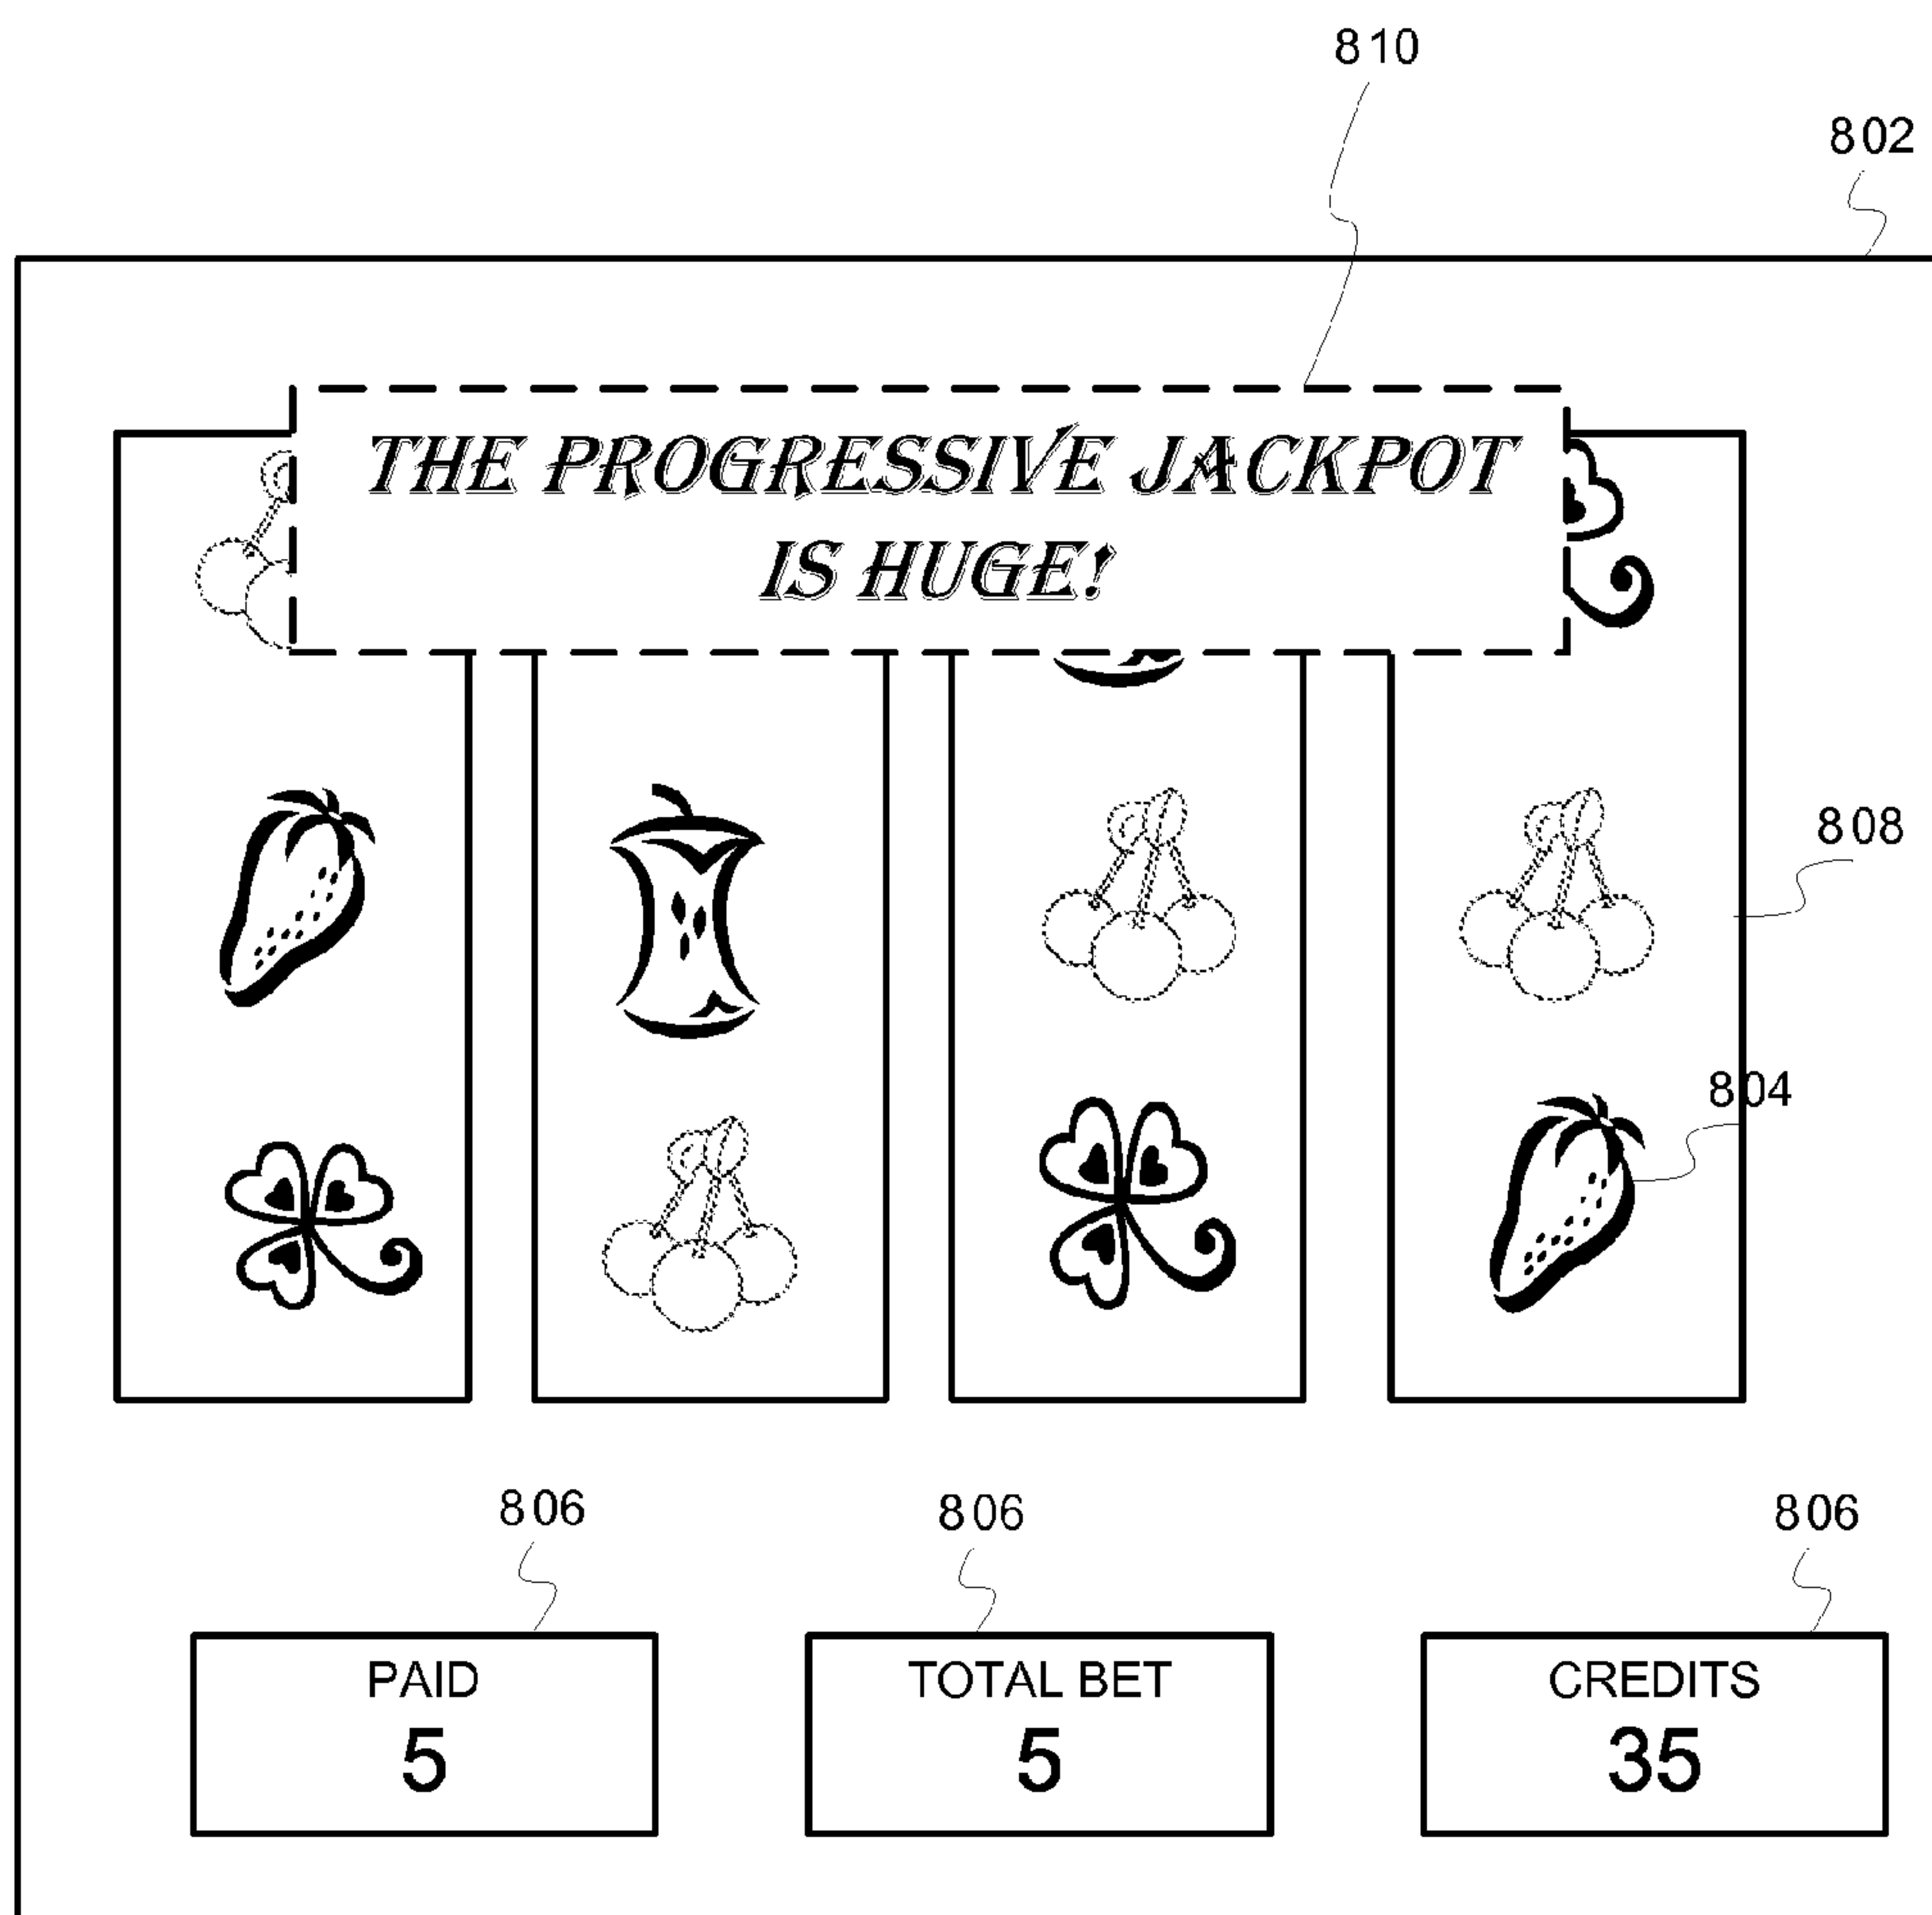 810
802
THE PROGRESSIVE JACKPOT
IS HUGE!
808
804
806
806
806
PAID
5
TOTAL BET
5
CREDITS
35